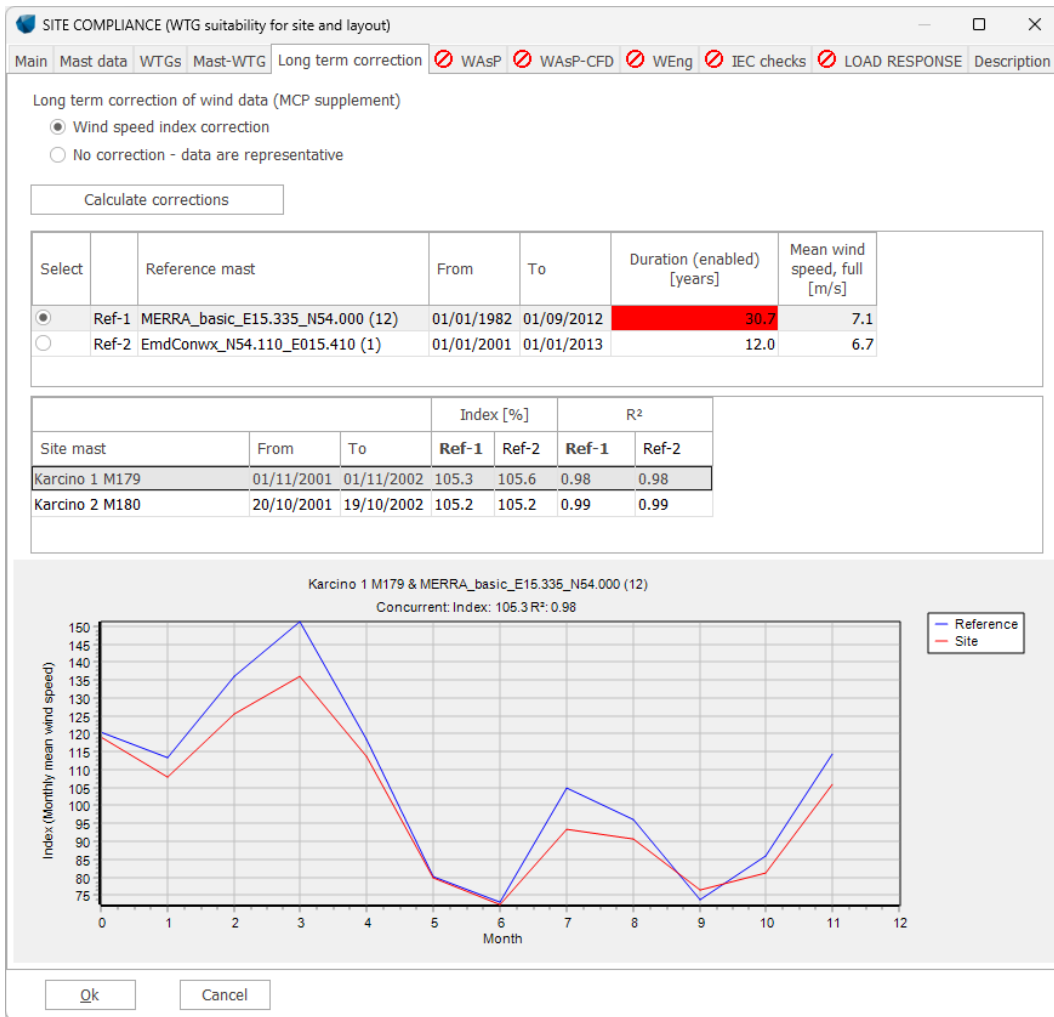 SITE COMPLIANCE (WTG suitability for site and layout)
Main Mast data WTGs Mast-WTG Long term correction WAsP WAsP-CFD WEng IEC checks LOAD RESPONSE Description
Long term correction of wind data (MCP supplement)
Wind speed index correction
No correction - data are representative
Calculate corrections
Select Reference mast From To Duration (enabled) [years] Mean wind speed, full [m/s]
Ref-1 MERRA_basic_E15.335_N54.000 (12) 01/01/1982 01/09/2012 30.7 7.1
Ref-2 EmdConwx_N54.110_E015.410 (1) 01/01/2001 01/01/2013 12.0 6.7
Index [%] R²
Site mast From To Ref-1 Ref-2 Ref-1 Ref-2
Karcino 1 M179 01/11/2001 01/11/2002 105.3 105.6 0.98 0.98
Karcino 2 M180 20/10/2001 19/10/2002 105.2 105.2 0.99 0.99
Karcino 1 M179 & MERRA_basic_E15.335_N54.000 (12)
Concurrent: Index: 105.3 R²: 0.98
Reference
Site
Index (Monthly mean wind speed)
150
145
140
135
130
125
120
115
110
105
100
95
90
85
80
75
0 1 2 3 4 5 6 7 8 9 10 11 12
Month
Ok Cancel